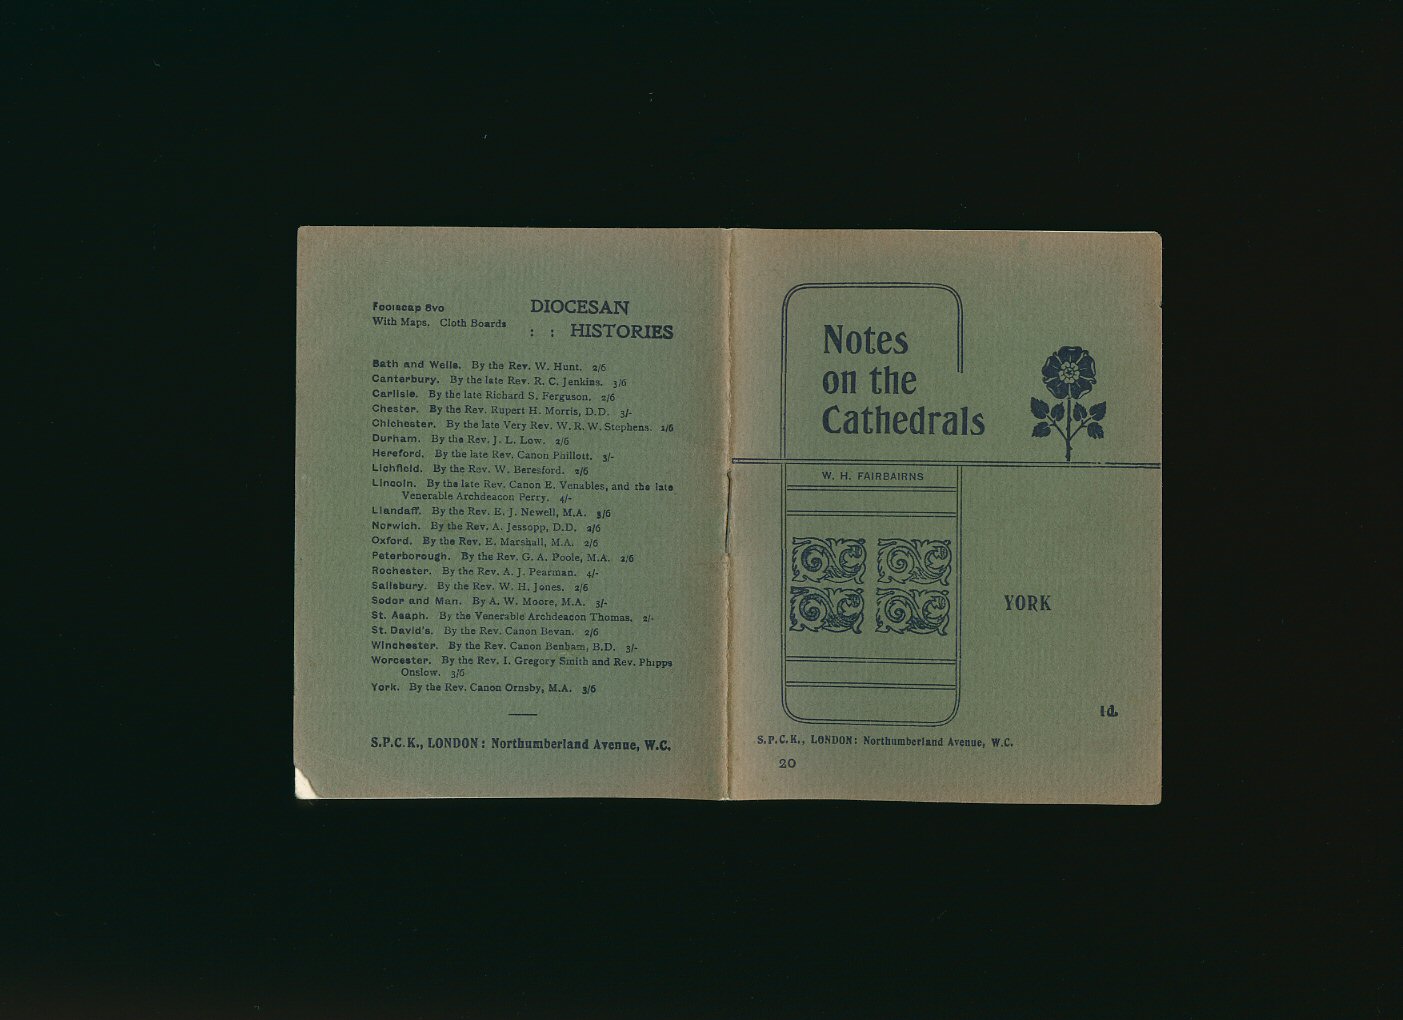 Foolscap 8vo
With Maps. Cloth Boards
DIOCESAN
: : HISTORIES
Bath and Wells. By the Rev. W. Hunt. 2/6
Canterbury. By the late Rev. R. C. Jenkins. 3/6
Carlisle. By the late Richard S. Ferguson. 2/6
Chester. By the Rev. Rupert H. Morris, D.D. 3/-
Chichester. By the late Very Rev. W. R. W. Stephens. 2/6
Durham. By the Rev. J. L. Low. 2/6
Hereford. By the late Rev. Canon Phillott. 3/-
Lichfield. By the Rev. W. Beresford. 2/6
Lincoln. By the late Rev. Canon E. Venables, and the late
Venerable Archdeacon Perry. 4/-
Llandaff. By the Rev. E. J. Newell, M.A. 3/6
Norwich. By the Rev. A. Jessopp, D.D. 2/6
Oxford. By the Rev. E. Marshall, M.A. 2/6
Peterborough. By the Rev. G. A. Poole, M.A. 2/6
Rochester. By the Rev. A. J. Pearman. 4/-
Salisbury. By the Rev. W. H. Jones. 2/6
Sodor and Man. By A. W. Moore, M.A. 3/-
St. Asaph. By the Venerable Archdeacon Thomas. 2/-
St. David's. By the Rev. Canon Bevan. 2/6
Winchester. By the Rev. Canon Benham, B.D. 3/-
Worcester. By the Rev. I. Gregory Smith and Rev. Phipps
Onslow. 3/6
York. By the Rev. Canon Ornsby, M.A. 3/6
S.P.C.K., LONDON: Northumberland Avenue, W.C.
Notes
on the
Cathedrals
W. H. FAIRBAIRNS
YORK
1d.
S.P.C.K., LONDON: Northumberland Avenue, W.C.
20